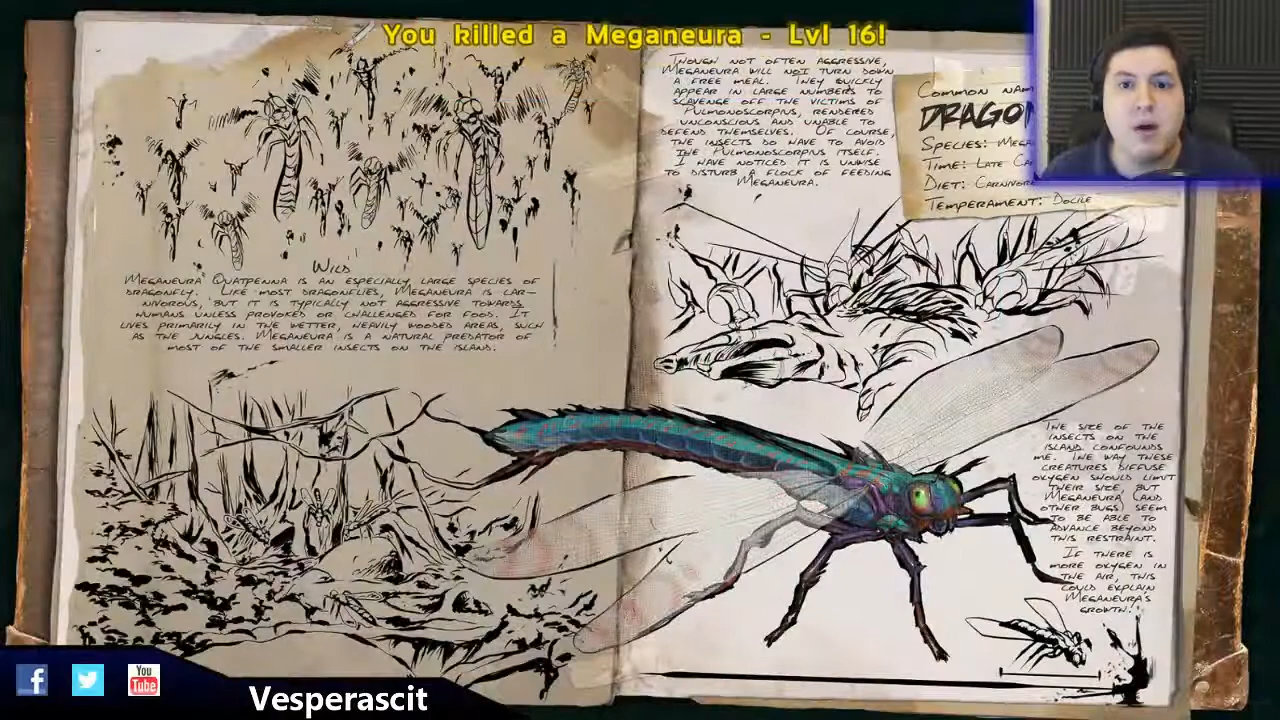 You killed a Meganeura - Lvl 16!
Wild
Meganeura Quatpenna is an especially large species of
dragonfly. Like most dragonflies, Meganeura is car-
nivorous, but it is typically not aggressive towards
humans unless provoked or challenged for food. It
lives primarily in the wetter, heavily wooded areas, such
as the jungles. Meganeura is a natural predator of
most of the smaller insects on the island.
Though not often aggressive,
Meganeura will not turn down
a free meal. They quickly
appear in large numbers to
scavenge off the victims of
Pulmonoscorpius, rendered
unconscious and unable to
defend themselves. Of course,
the insects do have to avoid
the Pulmonoscorpius itself.
I have noticed it is unwise
to disturb a flock of feeding
Meganeura.
Common Nam
Dragon
Species: Mega
Time: Late Ca
Diet: Carnivore
Temperament: Docile
The size of the
insects on the
island confounds
me. The way these
creatures diffuse
oxygen should limit
their size, but
Meganeura (and
other bugs) seem
to be able to
advance beyond
this restraint.
If there is
more oxygen in
the air, this
could explain
Meganeura's
growth.
f
You
Tube
Vesperascit